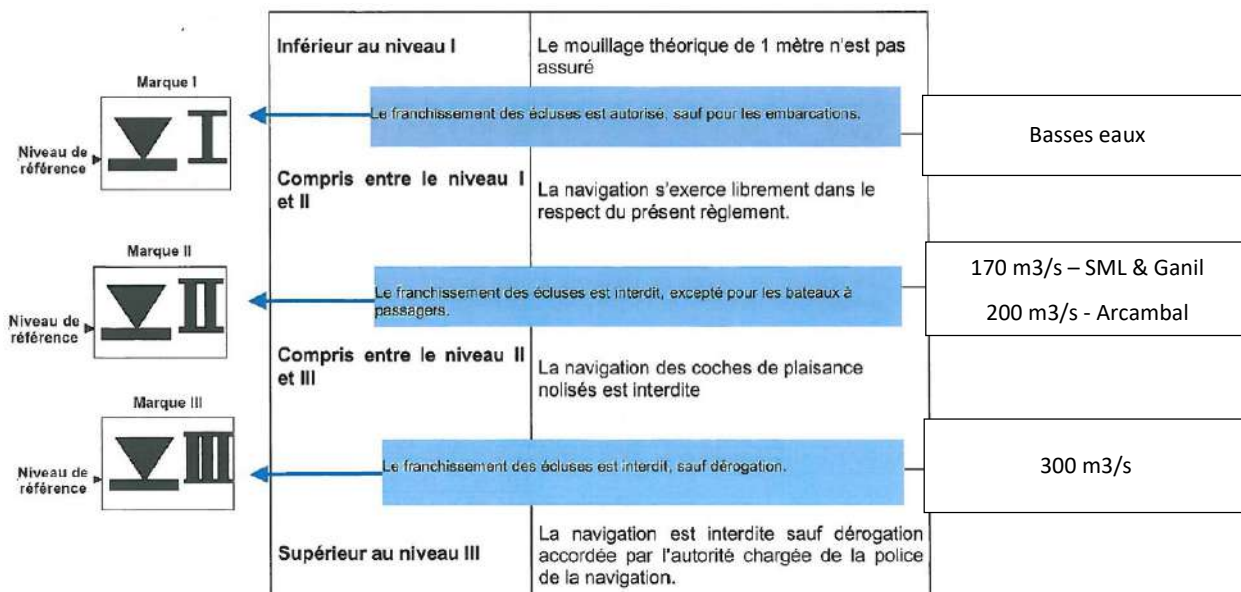 Inférieur au niveau I
Le mouillage théorique de 1 mètre n'est pas
assuré
Marque I
I
Niveau de
référence
Le franchissement des écluses est autorisé, sauf pour les embarcations.
Basses eaux
Compris entre le niveau I
et II
La navigation s'exerce librement dans le
respect du présent règlement.
Marque II
II
Niveau de
référence
Le franchissement des écluses est interdit, excepté pour les bateaux à
passagers.
170 m3/s – SML & Ganil
200 m3/s - Arcambal
Compris entre le niveau II
et III
La navigation des coches de plaisance
nolisés est interdite
Marque III
III
Niveau de
référence
Le franchissement des écluses est interdit, sauf dérogation.
300 m3/s
Supérieur au niveau III
La navigation est interdite sauf dérogation
accordée par l'autorité chargée de la police
de la navigation.